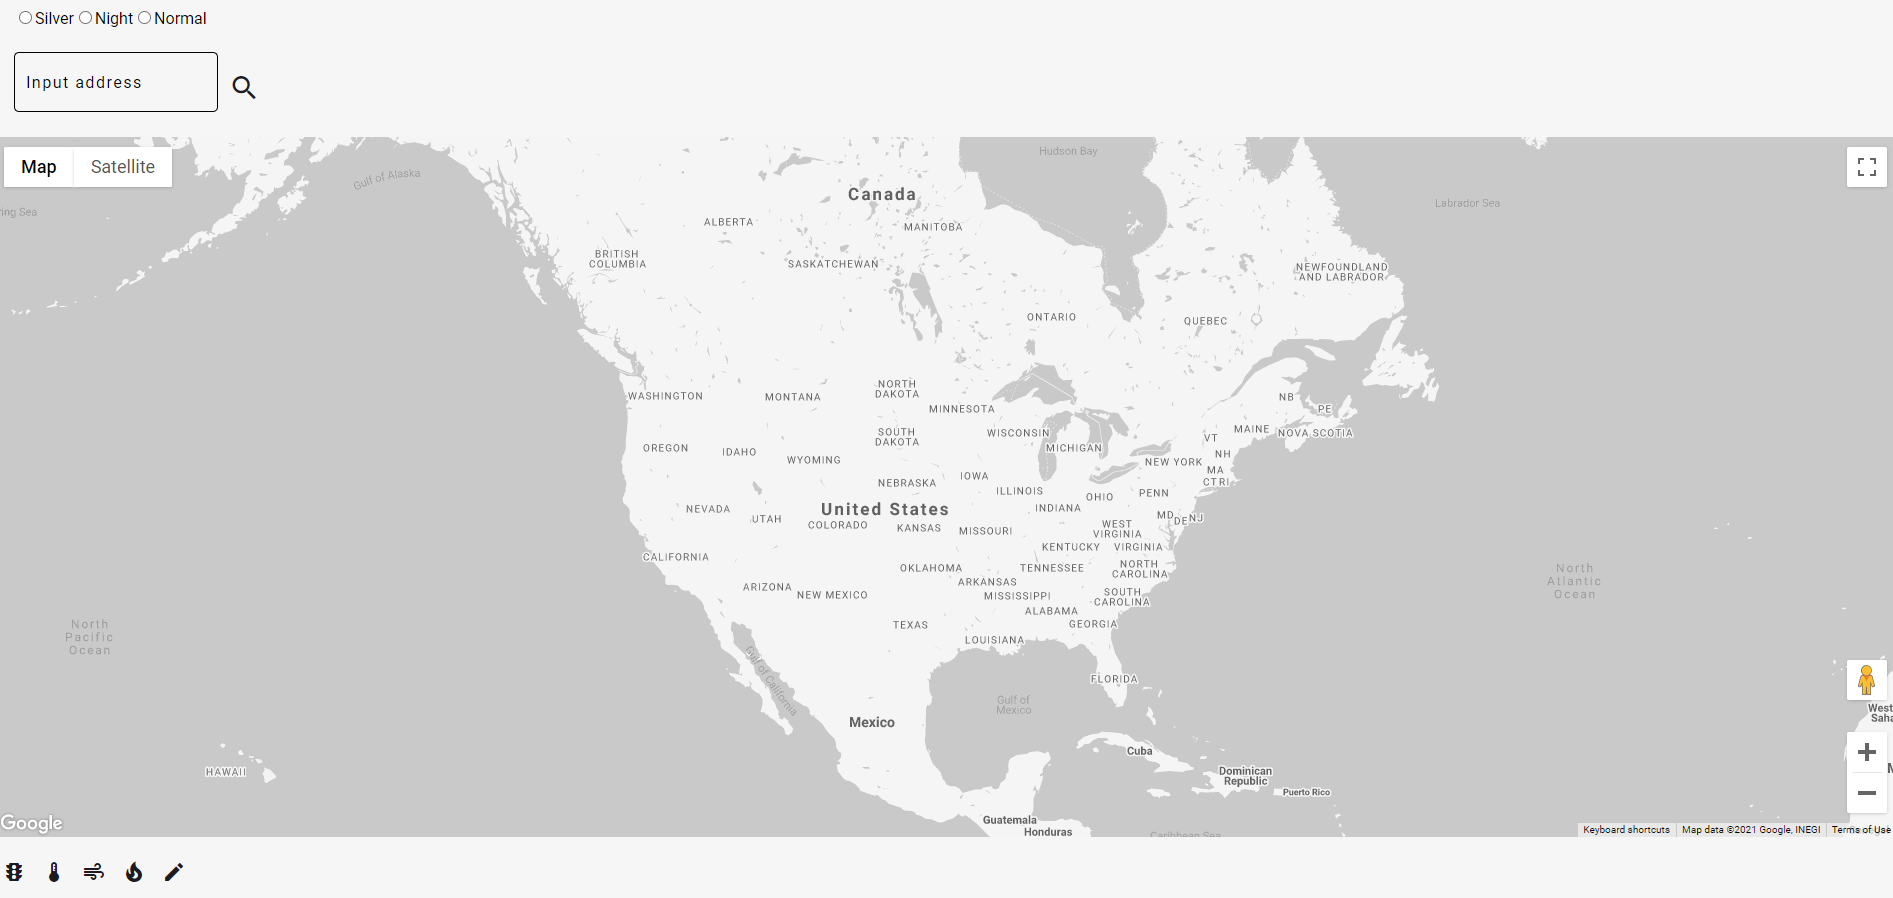 Silver Night Normal
Input address
Map Satellite
Hudson Bay
Gulf of Alaska
Canada
Labrador Sea
ring Sea
ALBERTA
MANITOBA
BRITISH
COLUMBIA
SASKATCHEWAN
NEWFOUNDLAND
AND LABRADOR
ONTARIO
QUEBEC
NORTH
DAKOTA
WASHINGTON
MONTANA
NB
MINNESOTA
PE
SOUTH
DAKOTA
WISCONSIN
MAINE
NOVA SCOTIA
VT
OREGON
IDAHO
MICHIGAN
NH
WYOMING
NEW YORK
MA
IOWA
NEBRASKA
CT RI
ILLINOIS
OHIO
PENN
NEVADA
United States
INDIANA
UTAH
MD
DE
NJ
COLORADO
KANSAS
MISSOURI
WEST
VIRGINIA
KENTUCKY
VIRGINIA
CALIFORNIA
OKLAHOMA
TENNESSEE
NORTH
CAROLINA
North
Atlantic
Ocean
ARKANSAS
ARIZONA
NEW MEXICO
MISSISSIPPI
SOUTH
CAROLINA
ALABAMA
TEXAS
GEORGIA
North
Pacific
Ocean
LOUISIANA
Gulf of California
FLORIDA
Gulf of
Mexico
West
Saha
Mexico
Cuba
HAWAII
Dominican
Republic
M
Puerto Rico
Guatemala
Honduras
Caribbean Sea
Google
Keyboard shortcuts
Map data ©2021 Google, INEGI
Terms of Use